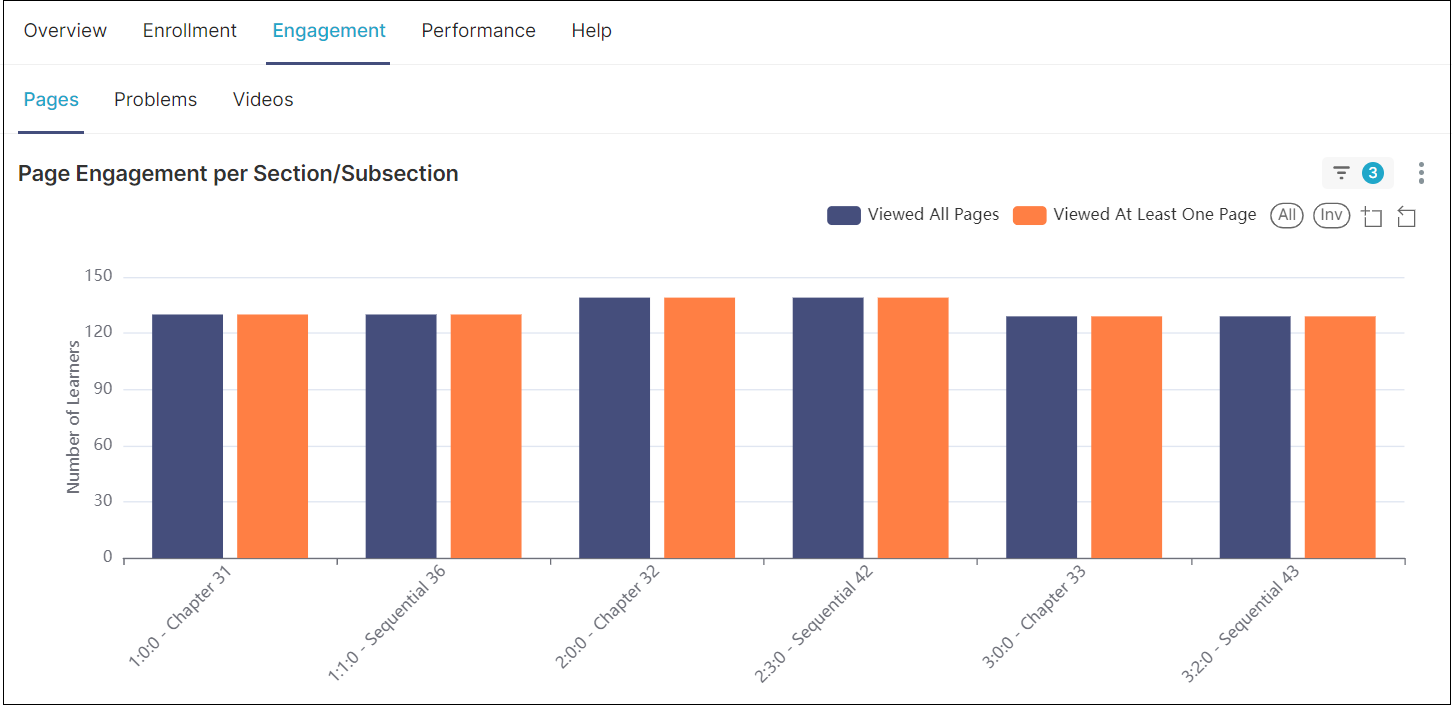 Overview Enrollment Engagement Performance Help
Pages Problems Videos
Page Engagement per Section/Subsection
3
Viewed All Pages Viewed At Least One Page All Inv
Number of Learners
150
120
90
60
30
0
1:0:0 - Chapter 31
1:1:0 - Sequential 36
2:0:0 - Chapter 32
2:3:0 - Sequential 42
3:0:0 - Chapter 33
3:2:0 - Sequential 43